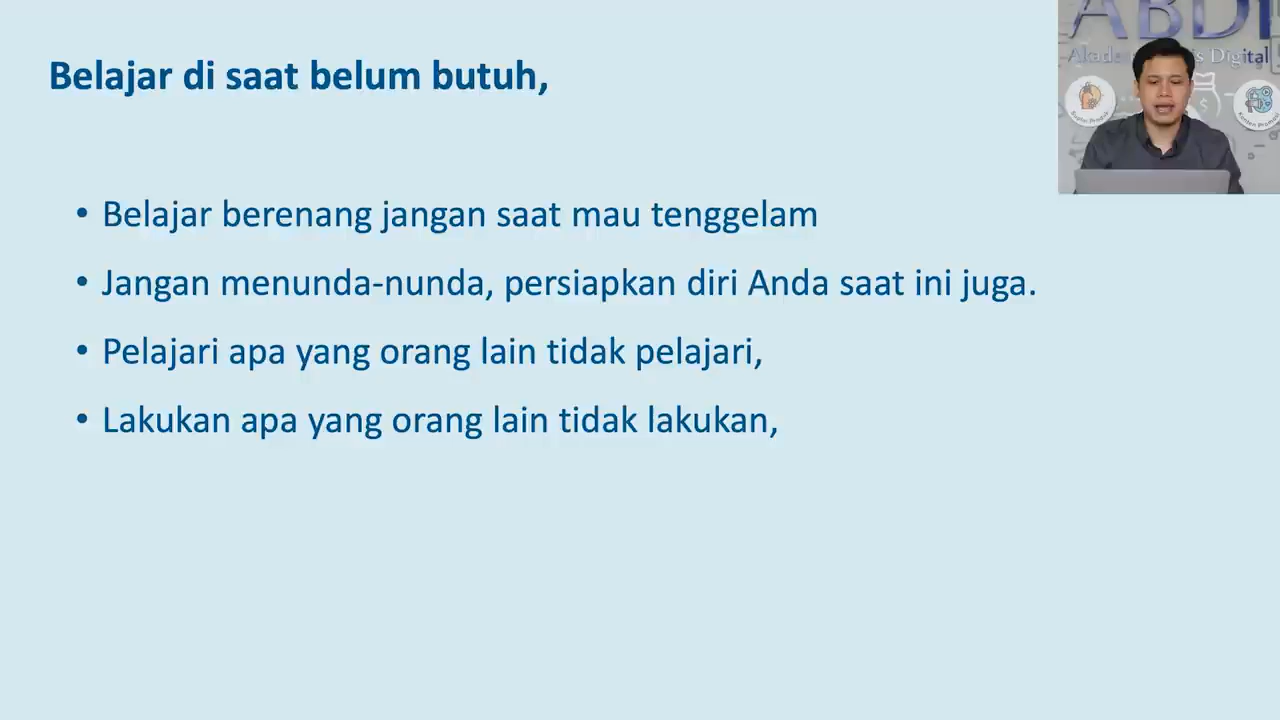 Belajar di saat belum butuh,
• Belajar berenang jangan saat mau tenggelam
• Jangan menunda-nunda, persiapkan diri Anda saat ini juga.
• Pelajari apa yang orang lain tidak pelajari,
• Lakukan apa yang orang lain tidak lakukan,
ABDI
Digital